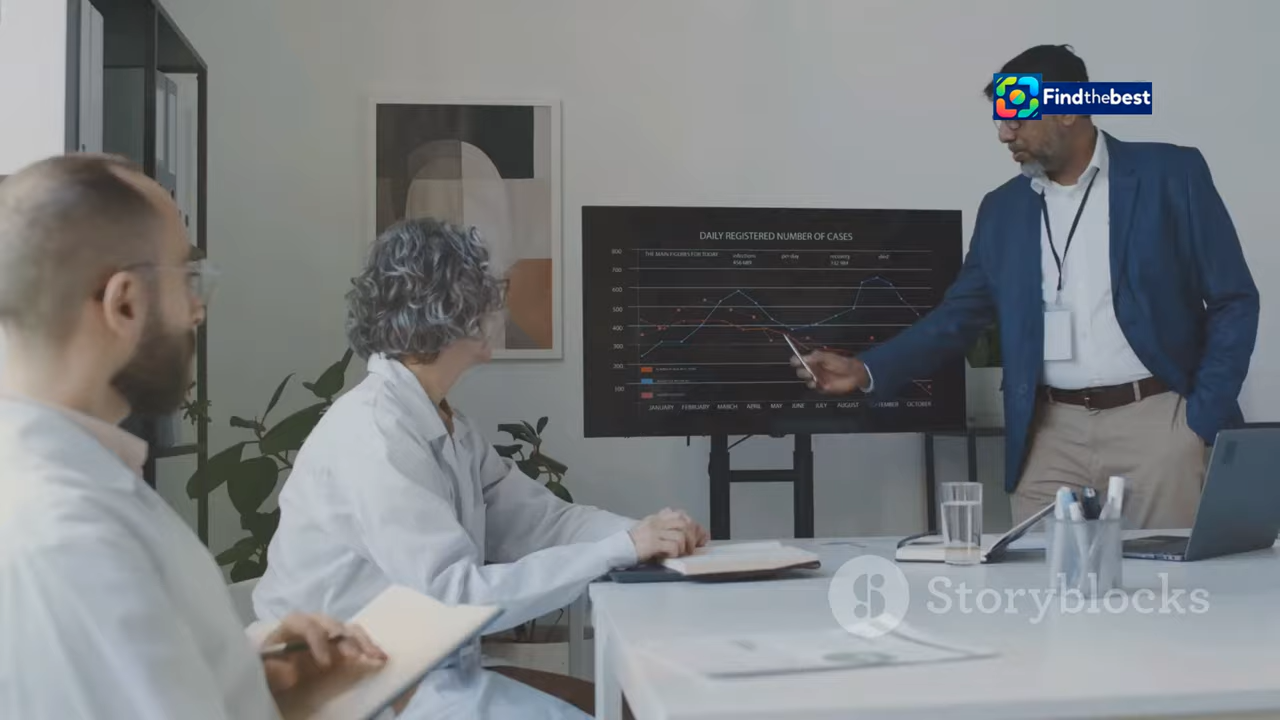 Findthebest
DAILY REGISTERED NUMBER OF CASES
THE MAIN FIGURES FOR TODAY
infections
per day
recovery
died
800
700
600
500
400
300
200
100
JANUARY FEBRUARY MARCH APRIL MAY JUNE JULY AUGUST OCTOBER
Storyblocks